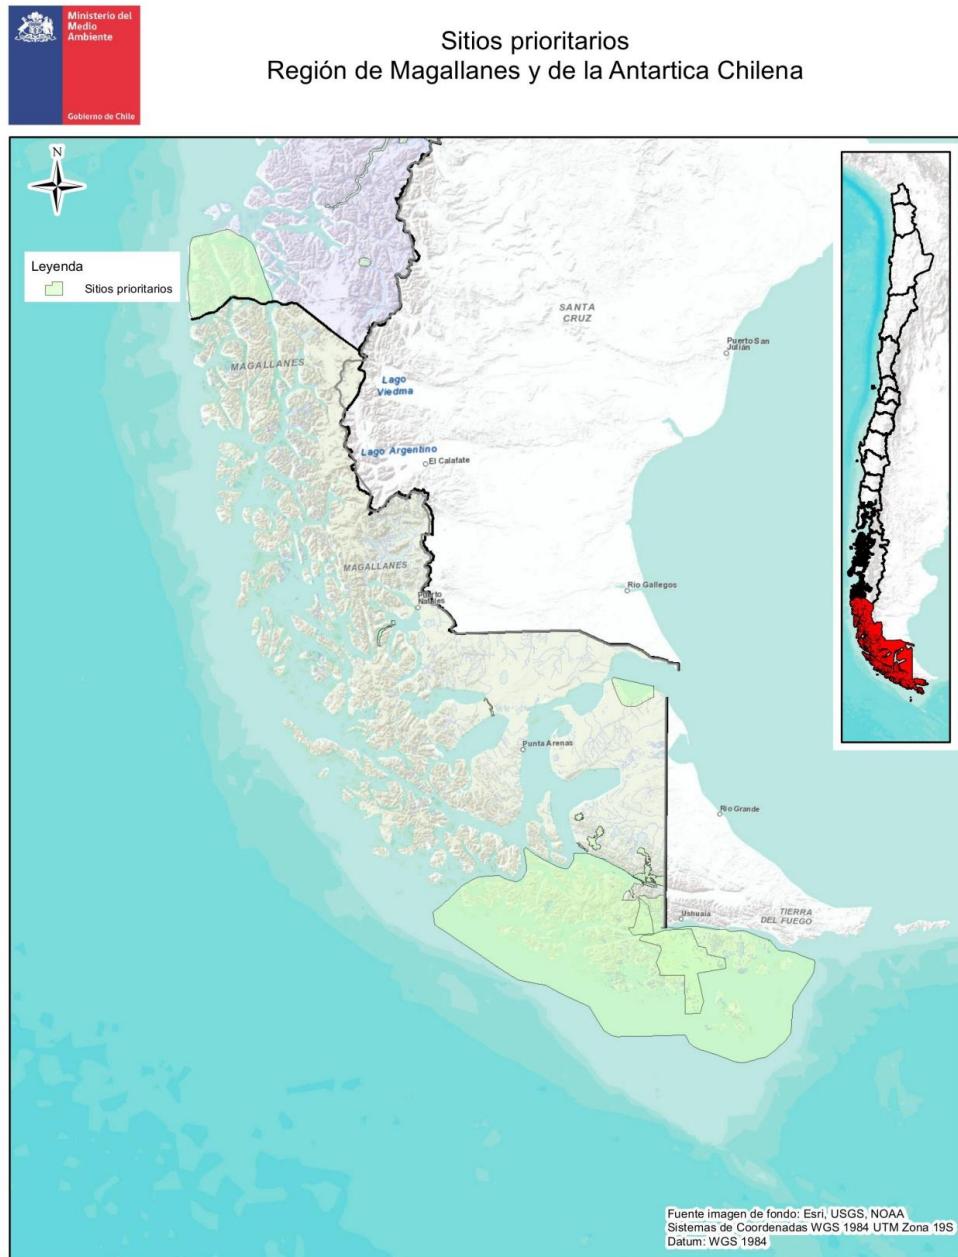 Ministerio del
Medio
Ambiente
Gobierno de Chile
Sitios prioritarios
Región de Magallanes y de la Antartica Chilena
N
Leyenda
Sitios prioritarios
SANTA
CRUZ
Puerto San
Julián
MAGALLANES
Lago
Viedma
Lago Argentino
El Calafate
MAGALLANES
Río Gallegos
Puerto
Natales
Punta Arenas
Río Grande
Ushuaia
TIERRA
DEL FUEGO
Fuente imagen de fondo: Esri, USGS, NOAA
Sistemas de Coordenadas WGS 1984 UTM Zona 19S
Datum: WGS 1984